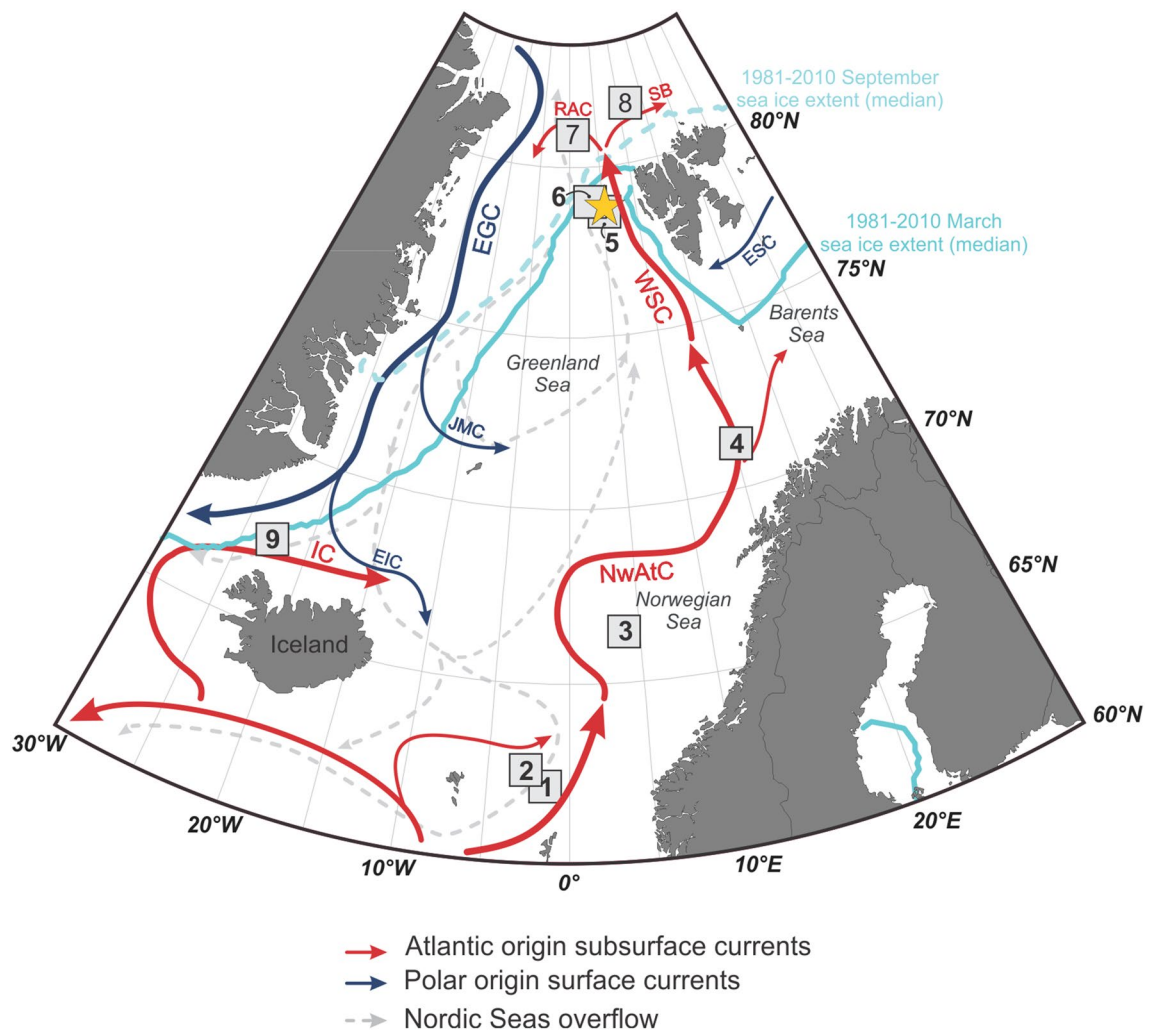 1981-2010 September
sea ice extent (median)
80°N
8
SB
RAC
7
6
5
EGC
WSC
ESC
1981-2010 March
sea ice extent (median)
75°N
Barents
Sea
Greenland
Sea
70°N
JMC
4
9
IC
EIC
NwAtC
65°N
Norwegian
Sea
3
Iceland
60°N
30°W
2
1
20°W
20°E
10°W
10°E
0°
Atlantic origin subsurface currents
Polar origin surface currents
Nordic Seas overflow